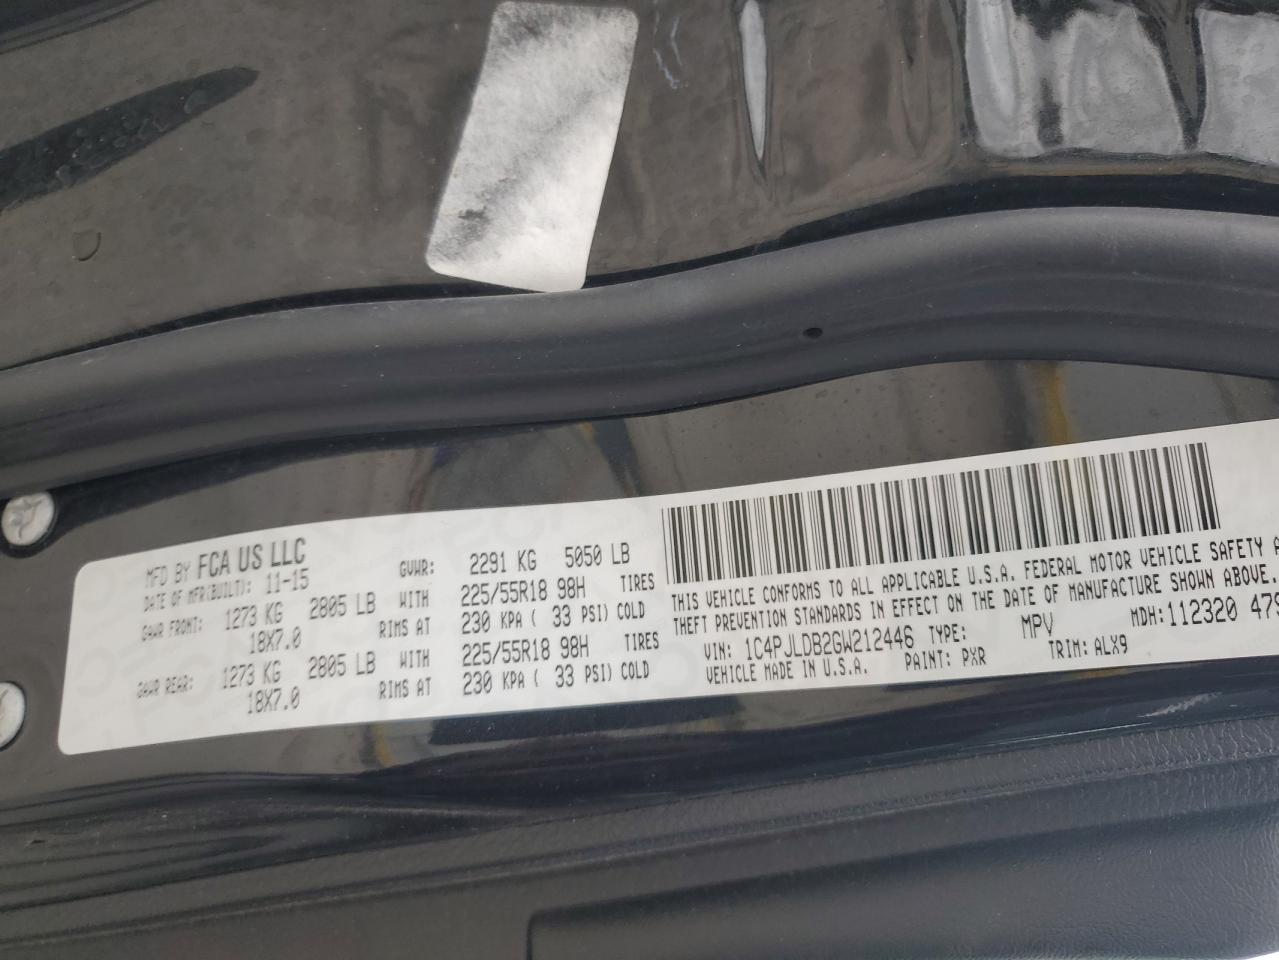 MFD BY FCA US LLC
DATE OF MFR(BUILT): 11-15 GVWR: 2291 KG 5050 LB
GAWR FRONT: 1273 KG 2805 LB WITH 225/55R18 98H TIRES
18X7.0 RIMS AT 230 KPA ( 33 PSI) COLD
GAWR REAR: 1273 KG 2805 LB WITH 225/55R18 98H TIRES
18X7.0 RIMS AT 230 KPA ( 33 PSI) COLD
THIS VEHICLE CONFORMS TO ALL APPLICABLE U.S.A. FEDERAL MOTOR VEHICLE SAFETY A
THEFT PREVENTION STANDARDS IN EFFECT ON THE DATE OF MANUFACTURE SHOWN ABOVE.
VIN: 1C4PJLDB2GW212446 TYPE: MPV MDH: 112320 479
VEHICLE MADE IN U.S.A. PAINT: PXR TRIM: ALX9